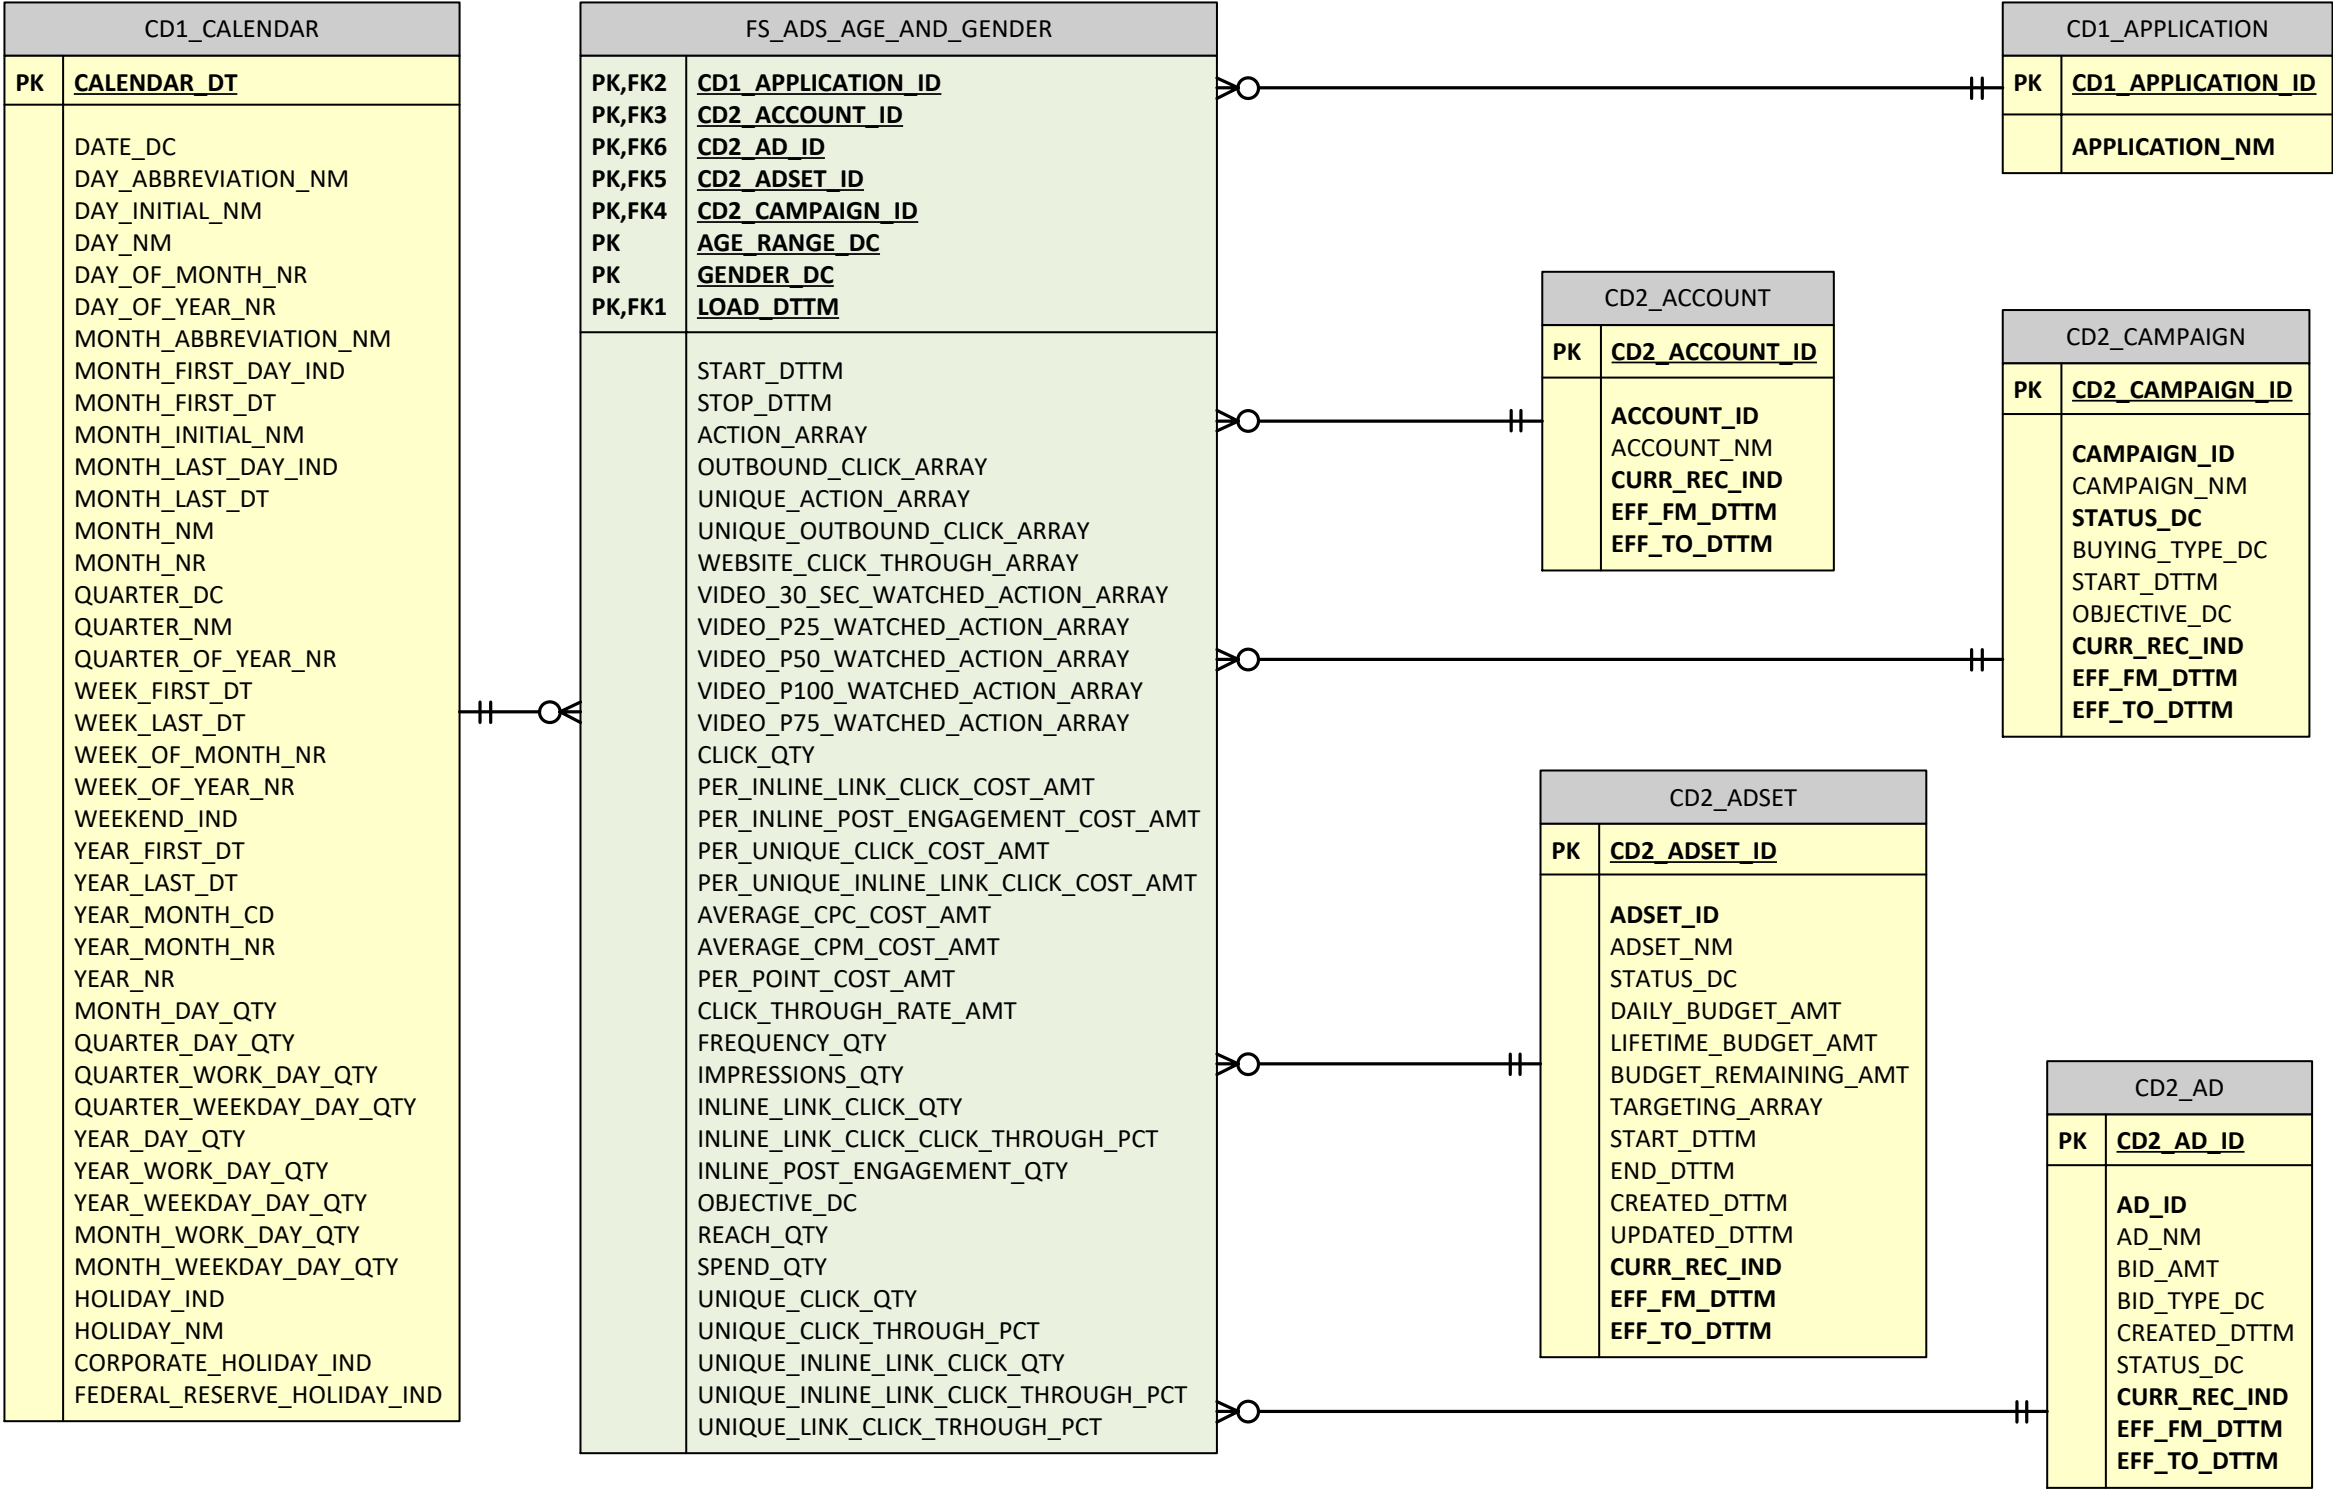 CD1_CALENDAR
PK CALENDAR_DT
DATE_DC
DAY_ABBREVIATION_NM
DAY_INITIAL_NM
DAY_NM
DAY_OF_MONTH_NR
DAY_OF_YEAR_NR
MONTH_ABBREVIATION_NM
MONTH_FIRST_DAY_IND
MONTH_FIRST_DT
MONTH_INITIAL_NM
MONTH_LAST_DAY_IND
MONTH_LAST_DT
MONTH_NM
MONTH_NR
QUARTER_DC
QUARTER_NM
QUARTER_OF_YEAR_NR
WEEK_FIRST_DT
WEEK_LAST_DT
WEEK_OF_MONTH_NR
WEEK_OF_YEAR_NR
WEEKEND_IND
YEAR_FIRST_DT
YEAR_LAST_DT
YEAR_MONTH_CD
YEAR_MONTH_NR
YEAR_NR
MONTH_DAY_QTY
QUARTER_DAY_QTY
QUARTER_WORK_DAY_QTY
QUARTER_WEEKDAY_DAY_QTY
YEAR_DAY_QTY
YEAR_WORK_DAY_QTY
YEAR_WEEKDAY_DAY_QTY
MONTH_WORK_DAY_QTY
MONTH_WEEKDAY_DAY_QTY
HOLIDAY_IND
HOLIDAY_NM
CORPORATE_HOLIDAY_IND
FEDERAL_RESERVE_HOLIDAY_IND
FS_ADS_AGE_AND_GENDER
PK,FK2 CD1_APPLICATION_ID
PK,FK3 CD2_ACCOUNT_ID
PK,FK6 CD2_AD_ID
PK,FK5 CD2_ADSET_ID
PK,FK4 CD2_CAMPAIGN_ID
PK AGE_RANGE_DC
PK GENDER_DC
PK,FK1 LOAD_DTTM
START_DTTM
STOP_DTTM
ACTION_ARRAY
OUTBOUND_CLICK_ARRAY
UNIQUE_ACTION_ARRAY
UNIQUE_OUTBOUND_CLICK_ARRAY
WEBSITE_CLICK_THROUGH_ARRAY
VIDEO_30_SEC_WATCHED_ACTION_ARRAY
VIDEO_P25_WATCHED_ACTION_ARRAY
VIDEO_P50_WATCHED_ACTION_ARRAY
VIDEO_P100_WATCHED_ACTION_ARRAY
VIDEO_P75_WATCHED_ACTION_ARRAY
CLICK_QTY
PER_INLINE_LINK_CLICK_COST_AMT
PER_INLINE_POST_ENGAGEMENT_COST_AMT
PER_UNIQUE_CLICK_COST_AMT
PER_UNIQUE_INLINE_LINK_CLICK_COST_AMT
AVERAGE_CPC_COST_AMT
AVERAGE_CPM_COST_AMT
PER_POINT_COST_AMT
CLICK_THROUGH_RATE_AMT
FREQUENCY_QTY
IMPRESSIONS_QTY
INLINE_LINK_CLICK_QTY
INLINE_LINK_CLICK_CLICK_THROUGH_PCT
INLINE_POST_ENGAGEMENT_QTY
OBJECTIVE_DC
REACH_QTY
SPEND_QTY
UNIQUE_CLICK_QTY
UNIQUE_CLICK_THROUGH_PCT
UNIQUE_INLINE_LINK_CLICK_QTY
UNIQUE_INLINE_LINK_CLICK_THROUGH_PCT
UNIQUE_LINK_CLICK_TRHOUGH_PCT
CD1_APPLICATION
PK CD1_APPLICATION_ID
APPLICATION_NM
CD2_ACCOUNT
PK CD2_ACCOUNT_ID
ACCOUNT_ID
ACCOUNT_NM
CURR_REC_IND
EFF_FM_DTTM
EFF_TO_DTTM
CD2_CAMPAIGN
PK CD2_CAMPAIGN_ID
CAMPAIGN_ID
CAMPAIGN_NM
STATUS_DC
BUYING_TYPE_DC
START_DTTM
OBJECTIVE_DC
CURR_REC_IND
EFF_FM_DTTM
EFF_TO_DTTM
CD2_ADSET
PK CD2_ADSET_ID
ADSET_ID
ADSET_NM
STATUS_DC
DAILY_BUDGET_AMT
LIFETIME_BUDGET_AMT
BUDGET_REMAINING_AMT
TARGETING_ARRAY
START_DTTM
END_DTTM
CREATED_DTTM
UPDATED_DTTM
CURR_REC_IND
EFF_FM_DTTM
EFF_TO_DTTM
CD2_AD
PK CD2_AD_ID
AD_ID
AD_NM
BID_AMT
BID_TYPE_DC
CREATED_DTTM
STATUS_DC
CURR_REC_IND
EFF_FM_DTTM
EFF_TO_DTTM